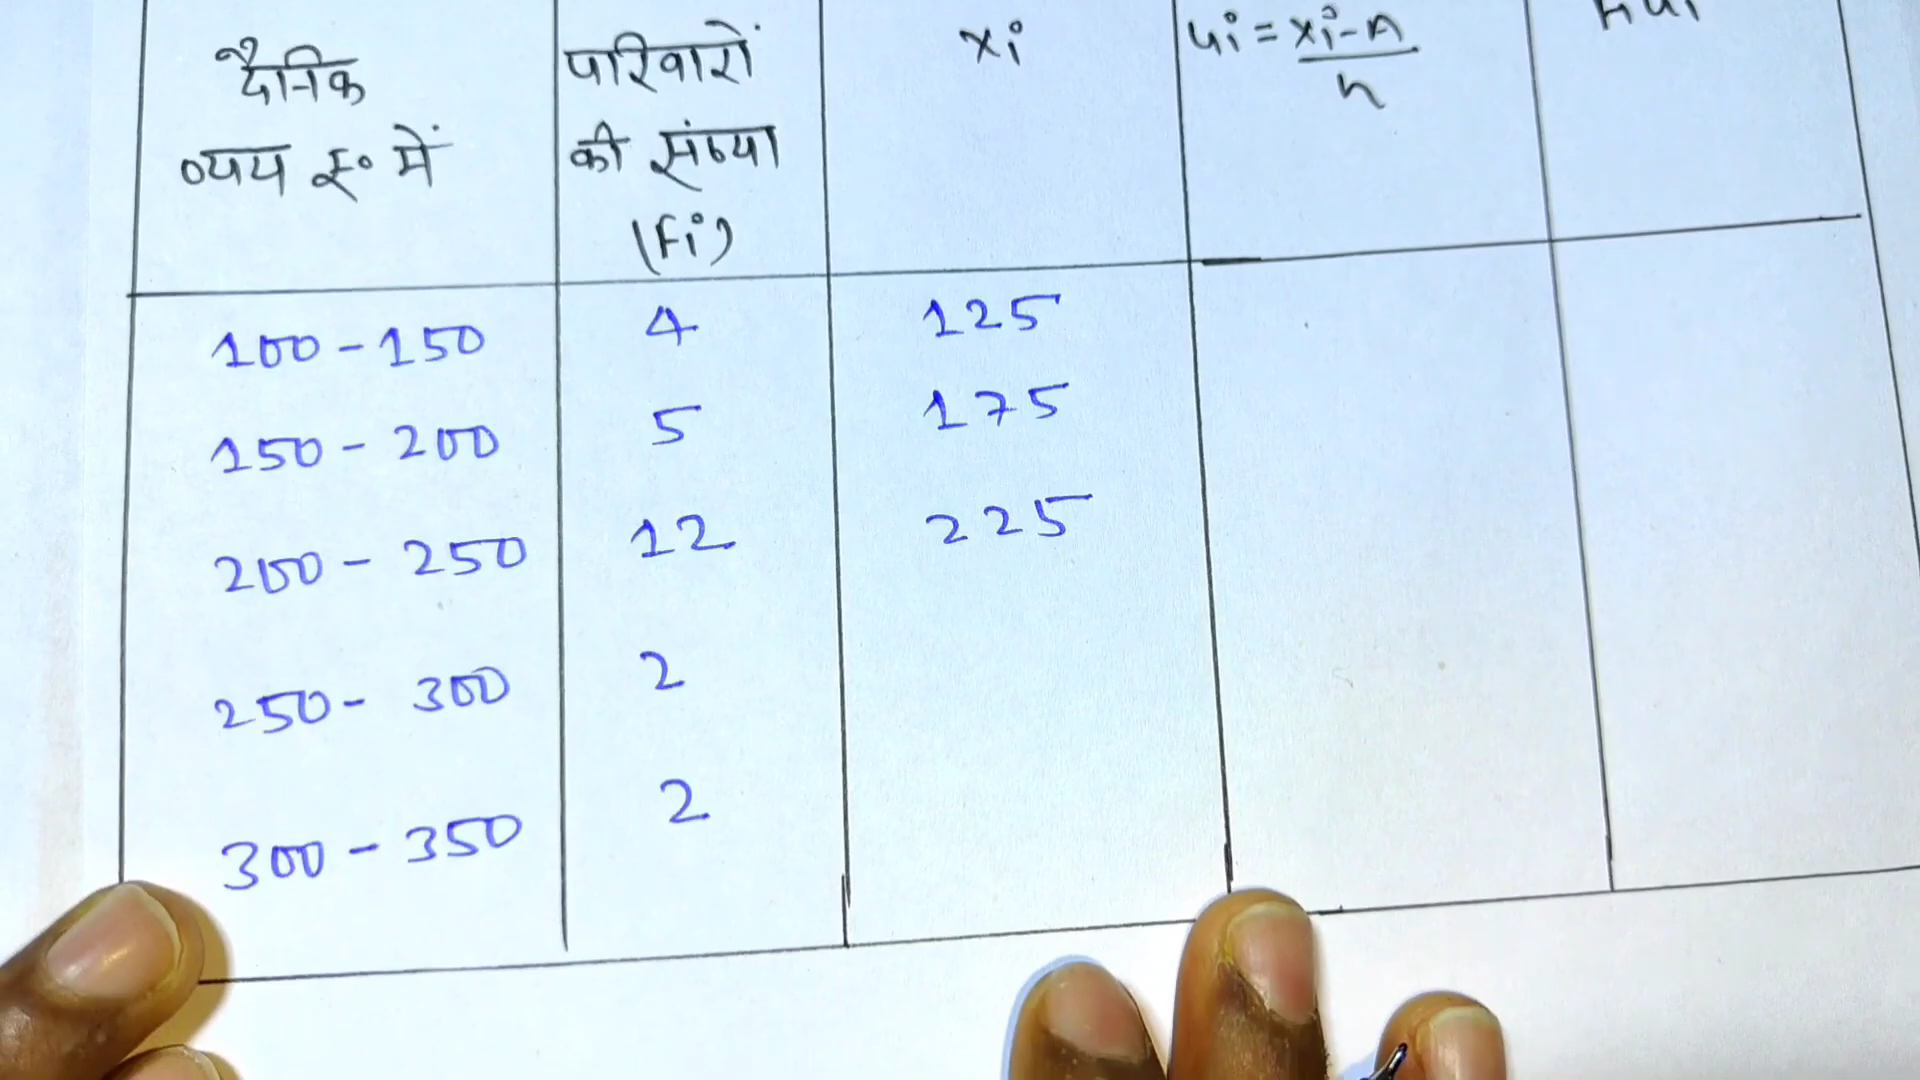 दैनिक
व्यय रु० में
परिवारों
की संख्या
(Fi)
xi
ui = xi-A
h
100-150 4 125
150-200 5 175
200-250 12 225
250-300 2
300-350 2